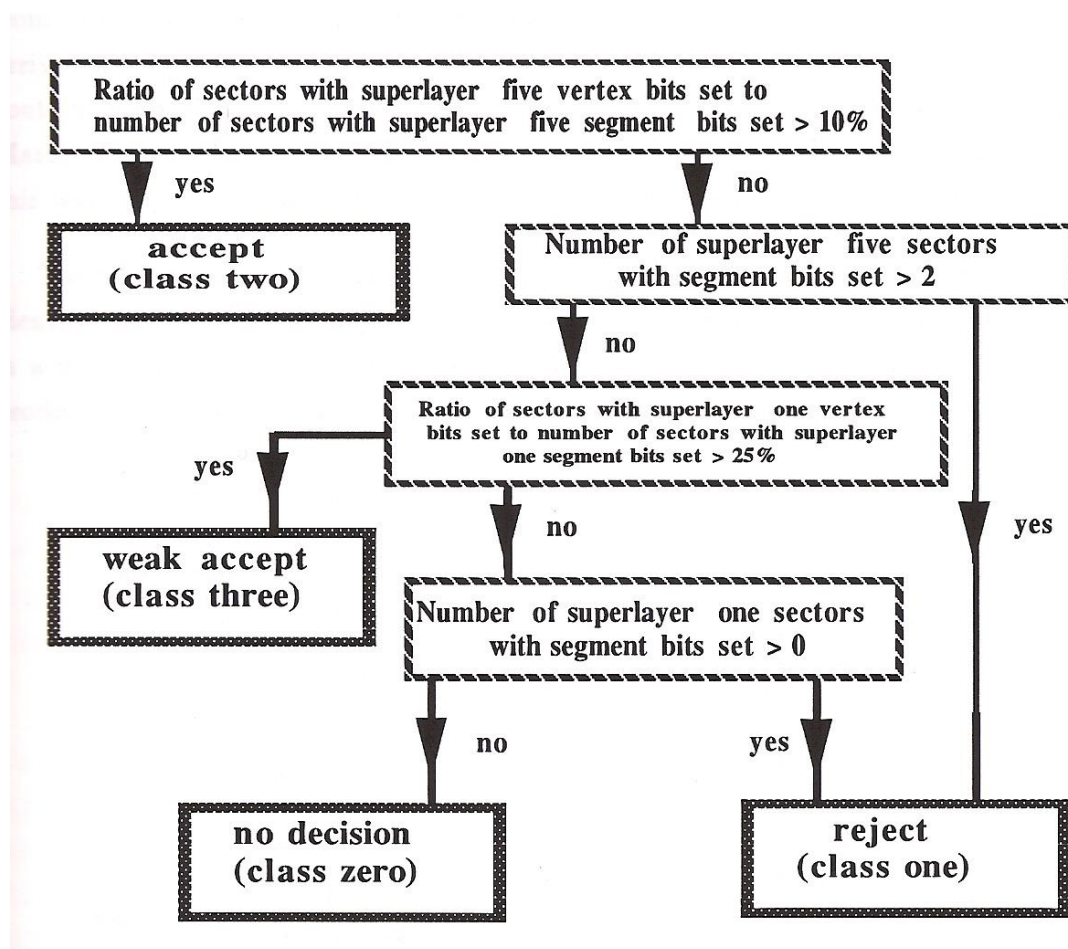 Ratio of sectors with superlayer five vertex bits set to
number of sectors with superlayer five segment bits set > 10%
yes
no
accept
(class two)
Number of superlayer five sectors
with segment bits set > 2
no
Ratio of sectors with superlayer one vertex
bits set to number of sectors with superlayer
one segment bits set > 25%
yes
no
yes
weak accept
(class three)
Number of superlayer one sectors
with segment bits set > 0
no
yes
no decision
(class zero)
reject
(class one)